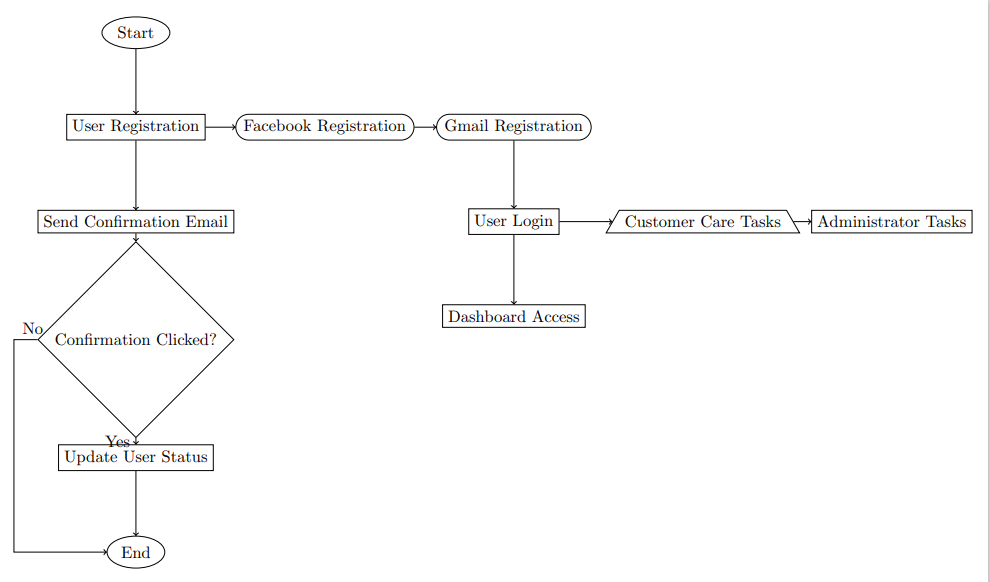 Start
User Registration
Facebook Registration
Gmail Registration
Send Confirmation Email
User Login
Customer Care Tasks
Administrator Tasks
Dashboard Access
No
Confirmation Clicked?
Yes
Update User Status
End